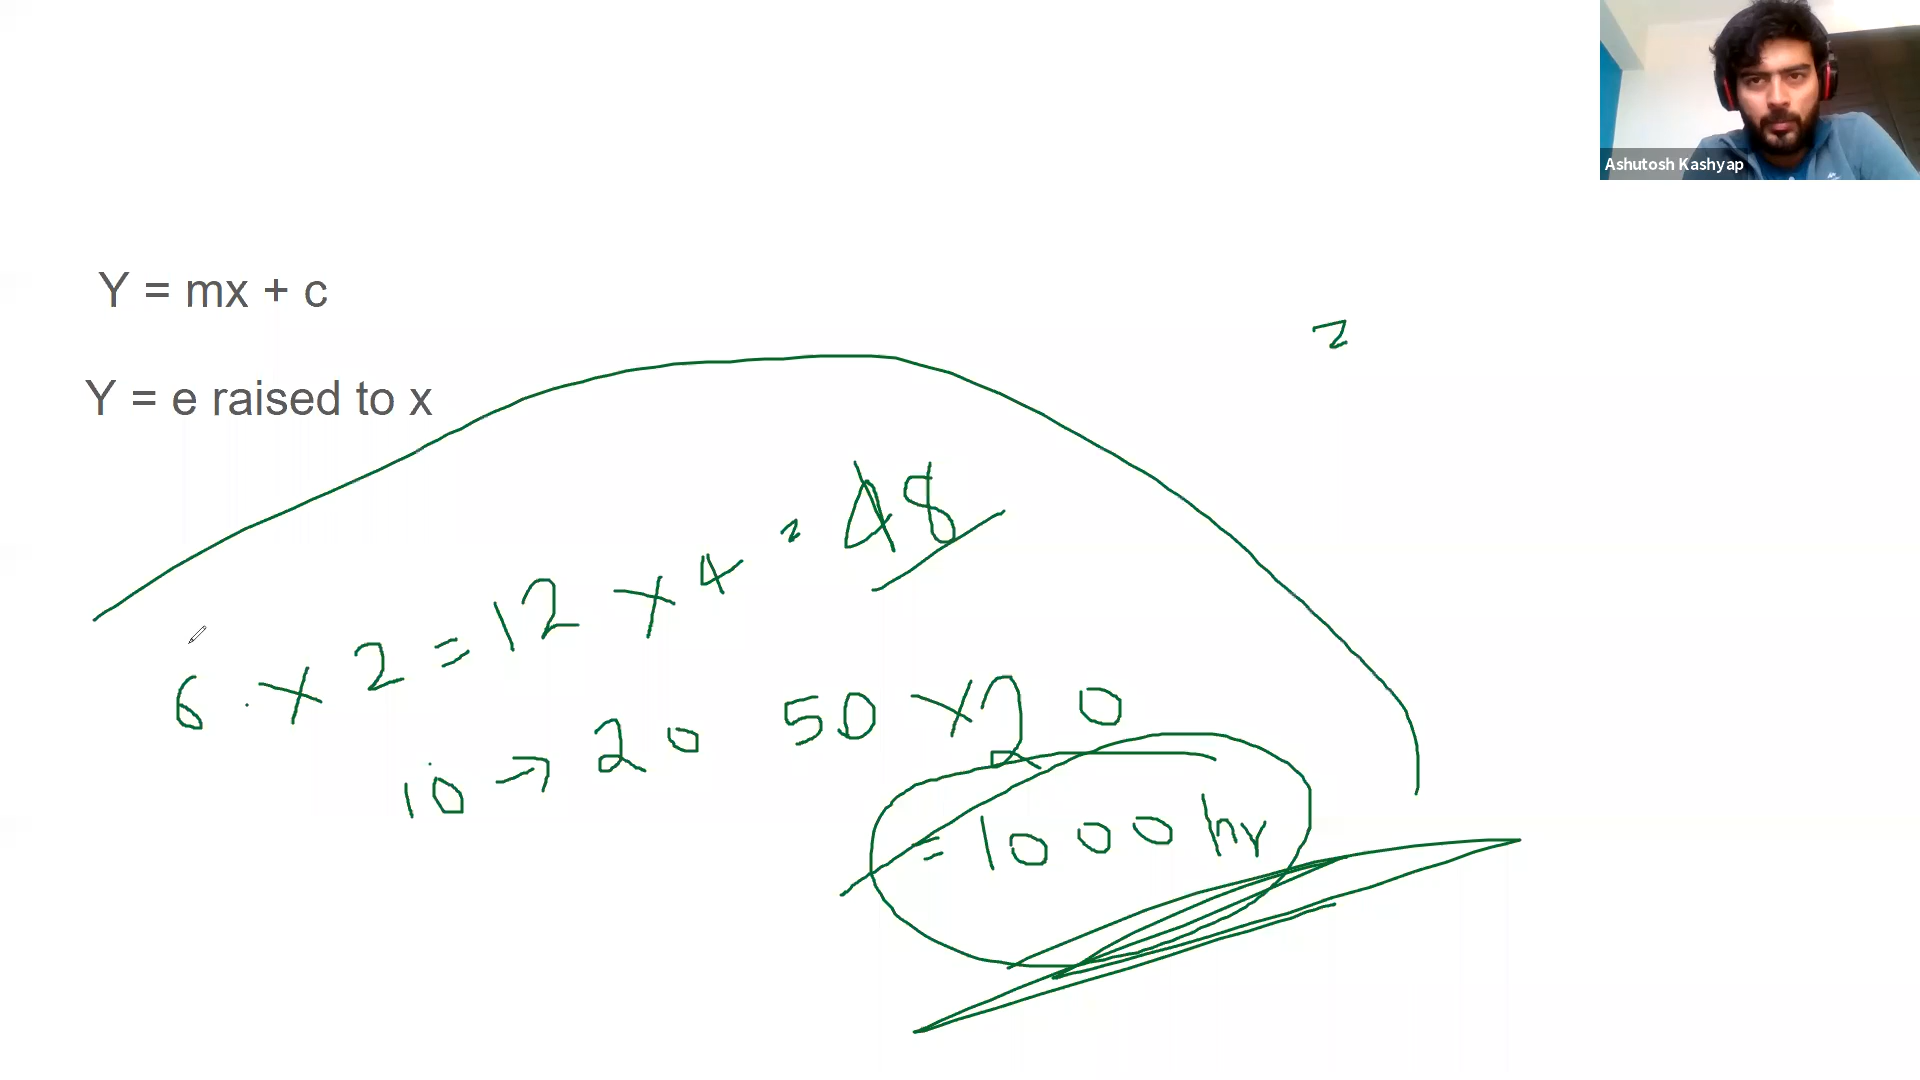 Ashutosh Kashyap
Y = mx + c
2
Y = e raised to x
6 . x 2 = 12 x 4 = 48
10 → 20 50 x 20
= 1000 hr